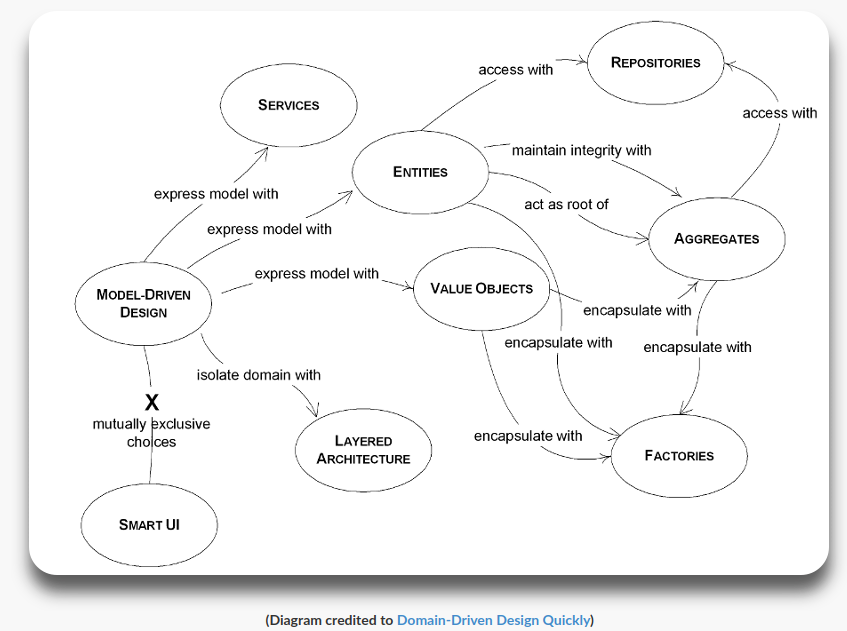 REPOSITORIES
access with
SERVICES
access with
maintain integrity with
ENTITIES
express model with
act as root of
express model with
AGGREGATES
express model with
VALUE OBJECTS
MODEL-DRIVEN
DESIGN
encapsulate with
encapsulate with
encapsulate with
isolate domain with
X
mutually exclusive
choices
encapsulate with
LAYERED
ARCHITECTURE
FACTORIES
SMART UI
(Diagram credited to Domain-Driven Design Quickly)